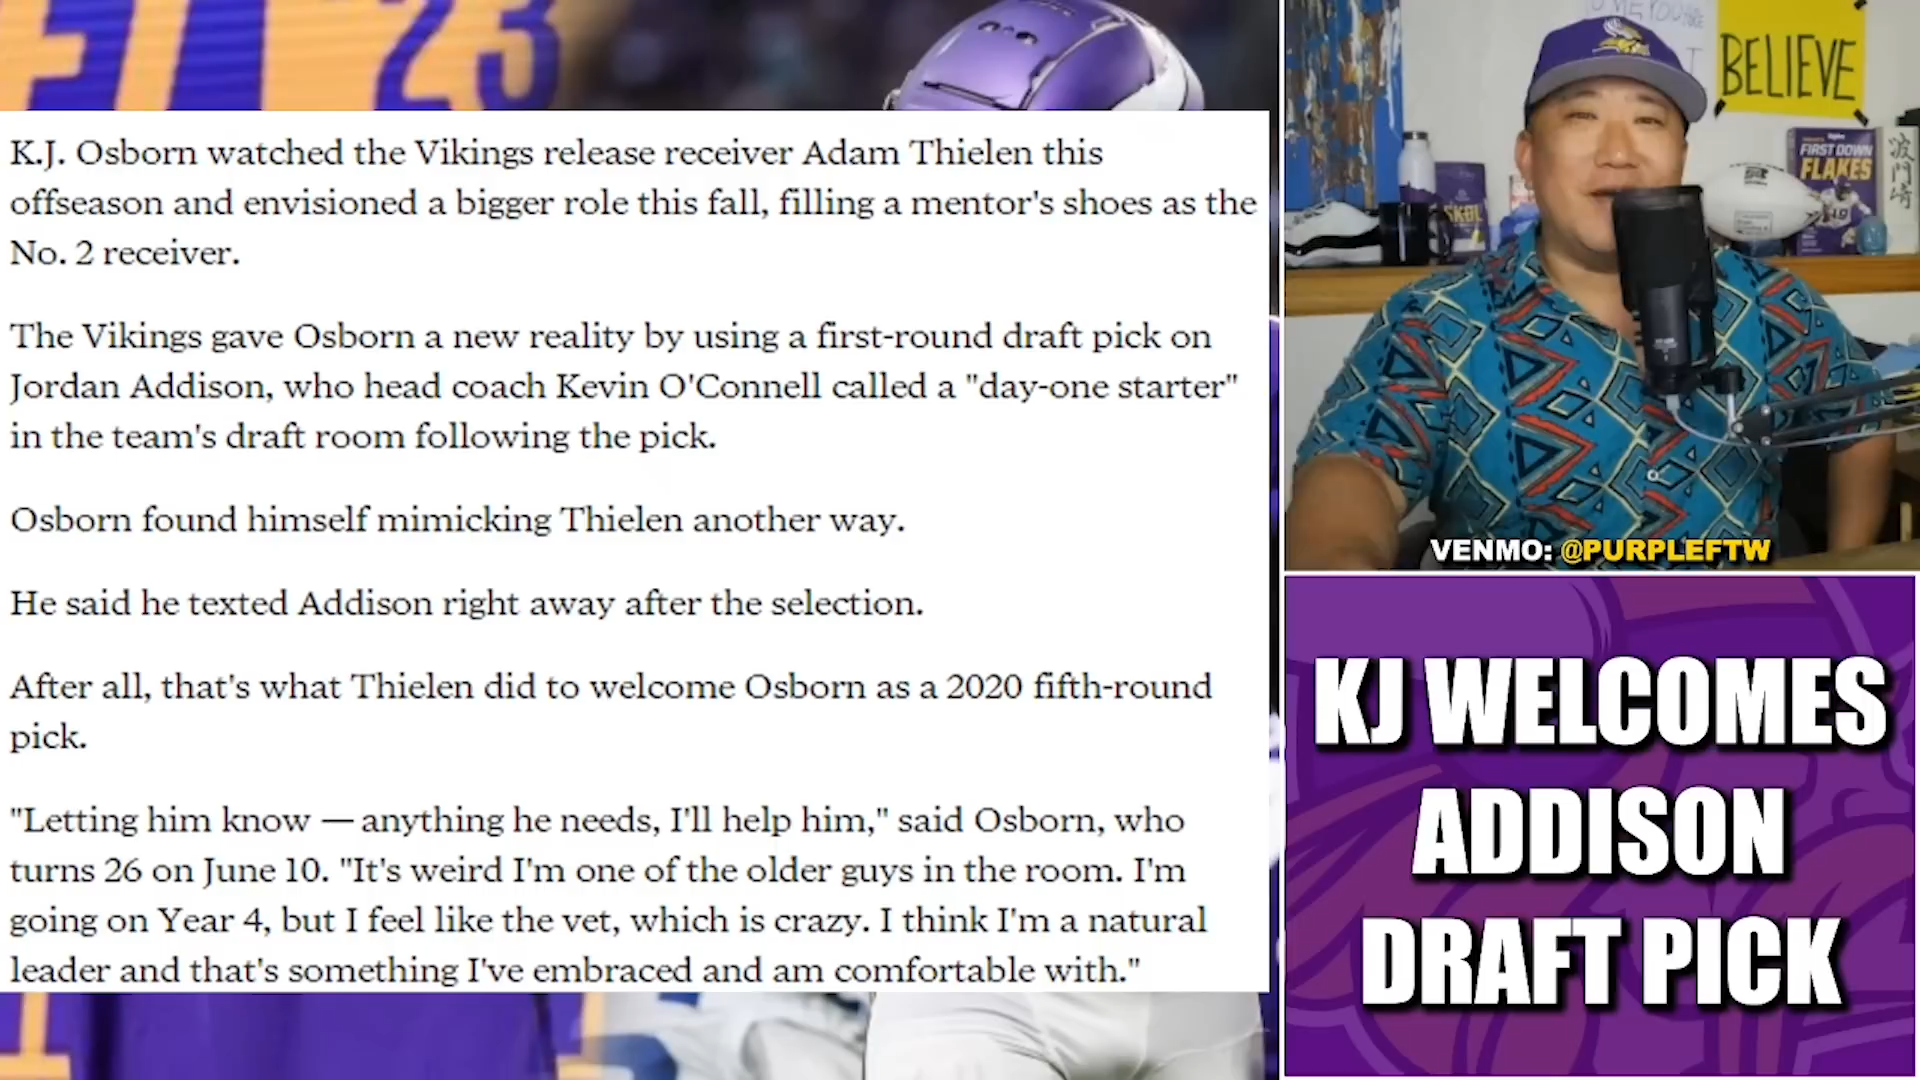 23
K.J. Osborn watched the Vikings release receiver Adam Thielen this
offseason and envisioned a bigger role this fall, filling a mentor's shoes as the
No. 2 receiver.
The Vikings gave Osborn a new reality by using a first-round draft pick on
Jordan Addison, who head coach Kevin O'Connell called a "day-one starter"
in the team's draft room following the pick.
Osborn found himself mimicking Thielen another way.
He said he texted Addison right away after the selection.
After all, that's what Thielen did to welcome Osborn as a 2020 fifth-round
pick.
"Letting him know — anything he needs, I'll help him," said Osborn, who
turns 26 on June 10. "It's weird I'm one of the older guys in the room. I'm
going on Year 4, but I feel like the vet, which is crazy. I think I'm a natural
leader and that's something I've embraced and am comfortable with."
BELIEVE
FIRST DOWN
FLAKES
SKOL
VENMO: @PURPLEFTW
KJ WELCOMES
ADDISON
DRAFT PICK